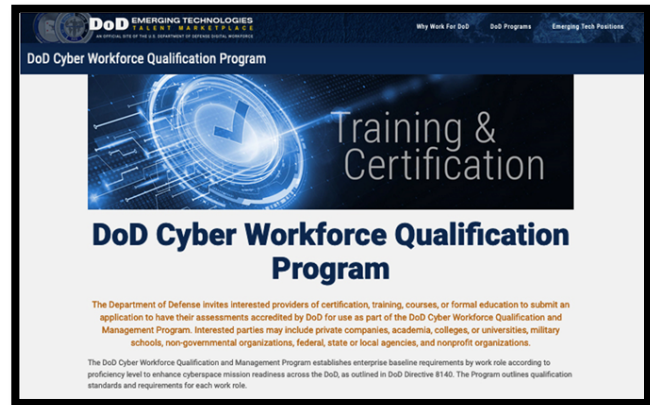 DoD EMERGING TECHNOLOGIES
TALENT MARKETPLACE
AN OFFICIAL SITE OF THE U.S. DEPARTMENT OF DEFENSE DIGITAL WORKFORCE
Why Work For DoD DoD Programs Emerging Tech Positions
DoD Cyber Workforce Qualification Program
Training &
Certification
DoD Cyber Workforce Qualification
Program
The Department of Defense invites interested providers of certification, training, courses, or formal education to submit an
application to have their assessments accredited by DoD for use as part of the DoD Cyber Workforce Qualification and
Management Program. Interested parties may include private companies, academia, colleges, or universities, military
schools, non-governmental organizations, federal, state or local agencies, and nonprofit organizations.
The DoD Cyber Workforce Qualification and Management Program establishes enterprise baseline requirements by work role according to
proficiency level to enhance cyberspace mission readiness across the DoD, as outlined in DoD Directive 8140. The Program outlines qualification
standards and requirements for each work role.